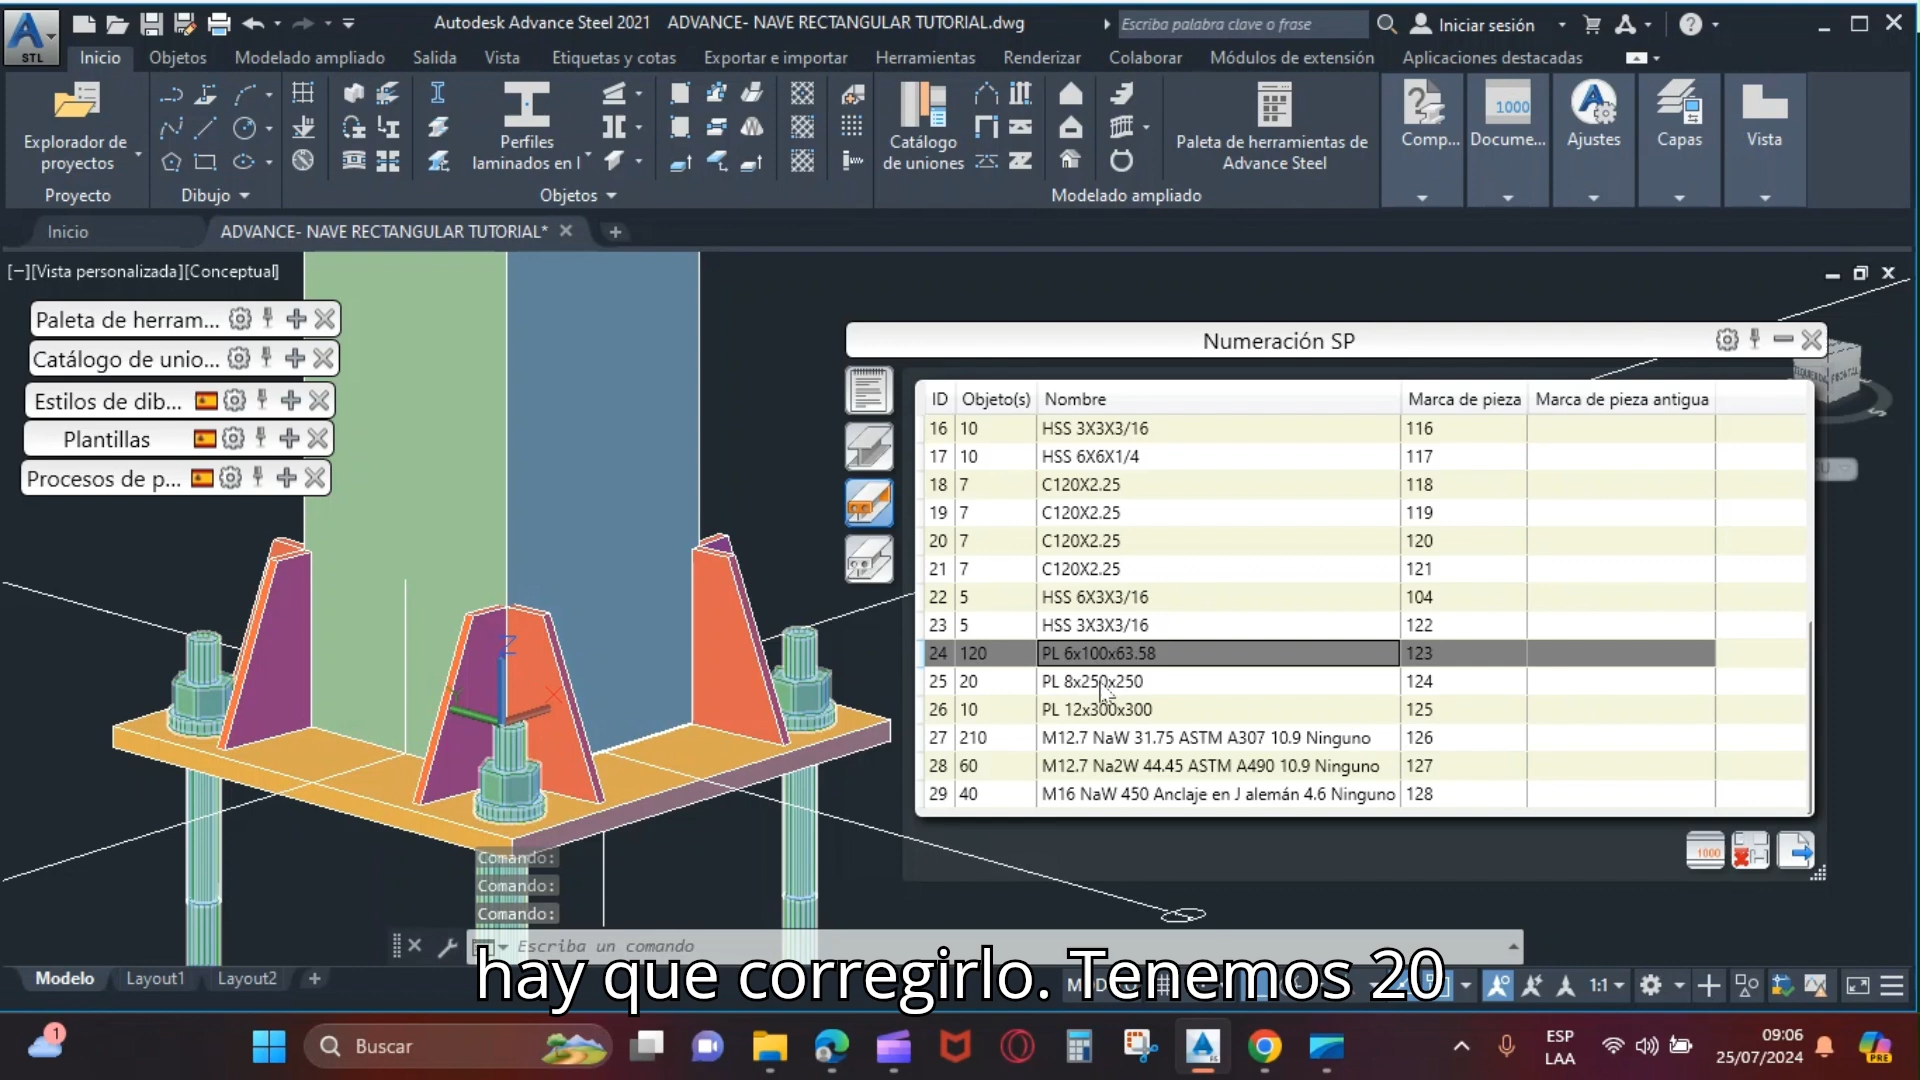 Autodesk Advance Steel 2021 ADVANCE- NAVE RECTANGULAR TUTORIAL.dwg
Escriba palabra clave o frase
Iniciar sesión
STL
Inicio Objetos Modelado ampliado Salida Vista Etiquetas y cotas Exportar e importar Herramientas Renderizar Colaborar Módulos de extensión Aplicaciones destacadas
Explorador de proyectos
Perfiles laminados en I
Catálogo de uniones
Paleta de herramientas de Advance Steel
Comp...
1000
Docume...
Ajustes
Capas
Vista
Proyecto Dibujo Objetos Modelado ampliado
Inicio ADVANCE- NAVE RECTANGULAR TUTORIAL*
[−][Vista personalizada][Conceptual]
Paleta de herram...
Catálogo de unio...
Estilos de dib...
Plantillas
Procesos de p...
Numeración SP
ID Objeto(s) Nombre Marca de pieza Marca de pieza antigua
16 10 HSS 3X3X3/16 116
17 10 HSS 6X6X1/4 117
18 7 C120X2.25 118
19 7 C120X2.25 119
20 7 C120X2.25 120
21 7 C120X2.25 121
22 5 HSS 6X3X3/16 104
23 5 HSS 3X3X3/16 122
24 120 PL 6x100x63.58 123
25 20 PL 8x250x250 124
26 10 PL 12x300x300 125
27 210 M12.7 NaW 31.75 ASTM A307 10.9 Ninguno 126
28 60 M12.7 Na2W 44.45 ASTM A490 10.9 Ninguno 127
29 40 M16 NaW 450 Anclaje en J alemán 4.6 Ninguno 128
1000
Z
X
FRONTAL
S
Comando:
Comando:
Comando:
Escriba un comando
hay que corregirlo. Tenemos 20
Modelo Layout1 Layout2
1:1
1
Buscar
ESP
LAA
09:06
25/07/2024
PRE